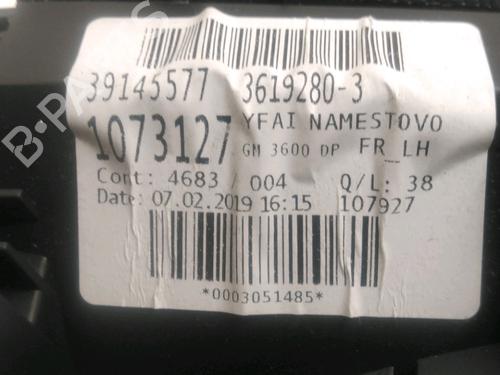 39145577 3619280-3
1073127 YFAI NAMESTOVO
GM 3600 DP FR_LH
Cont: 4683 / 004 Q/L: 38
Date: 07.02.2019 16:15 107927
*0003051485*